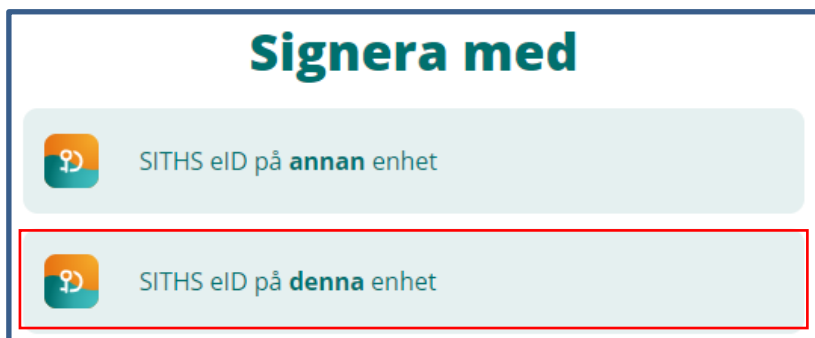 Signera med
SITHS eID på annan enhet
SITHS eID på denna enhet